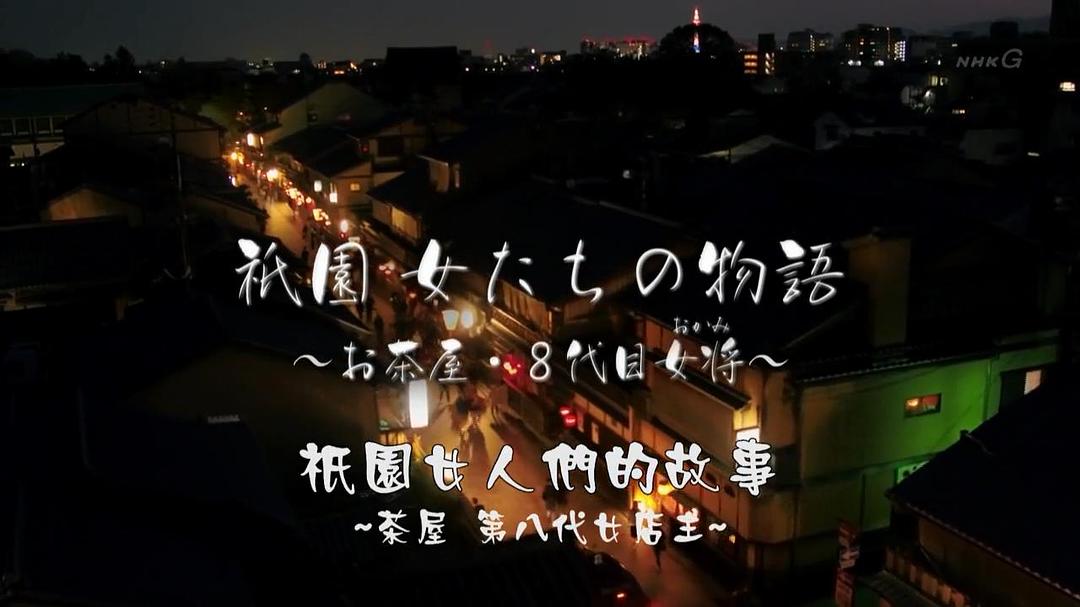 NHK G
祇園 女たちの物語
おかみ
～お茶屋・8代目女将～
祇園女人們的故事
~茶屋 第八代女店主~